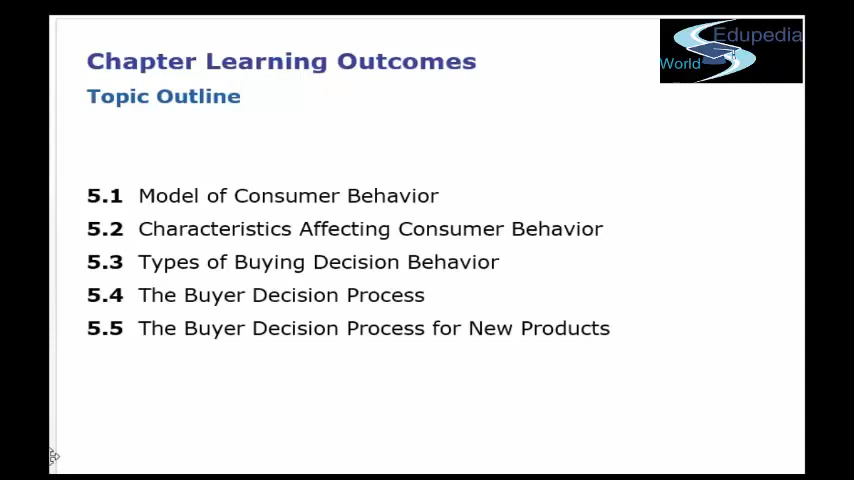 Chapter Learning Outcomes
Topic Outline
Edupedia
World
5.1 Model of Consumer Behavior
5.2 Characteristics Affecting Consumer Behavior
5.3 Types of Buying Decision Behavior
5.4 The Buyer Decision Process
5.5 The Buyer Decision Process for New Products